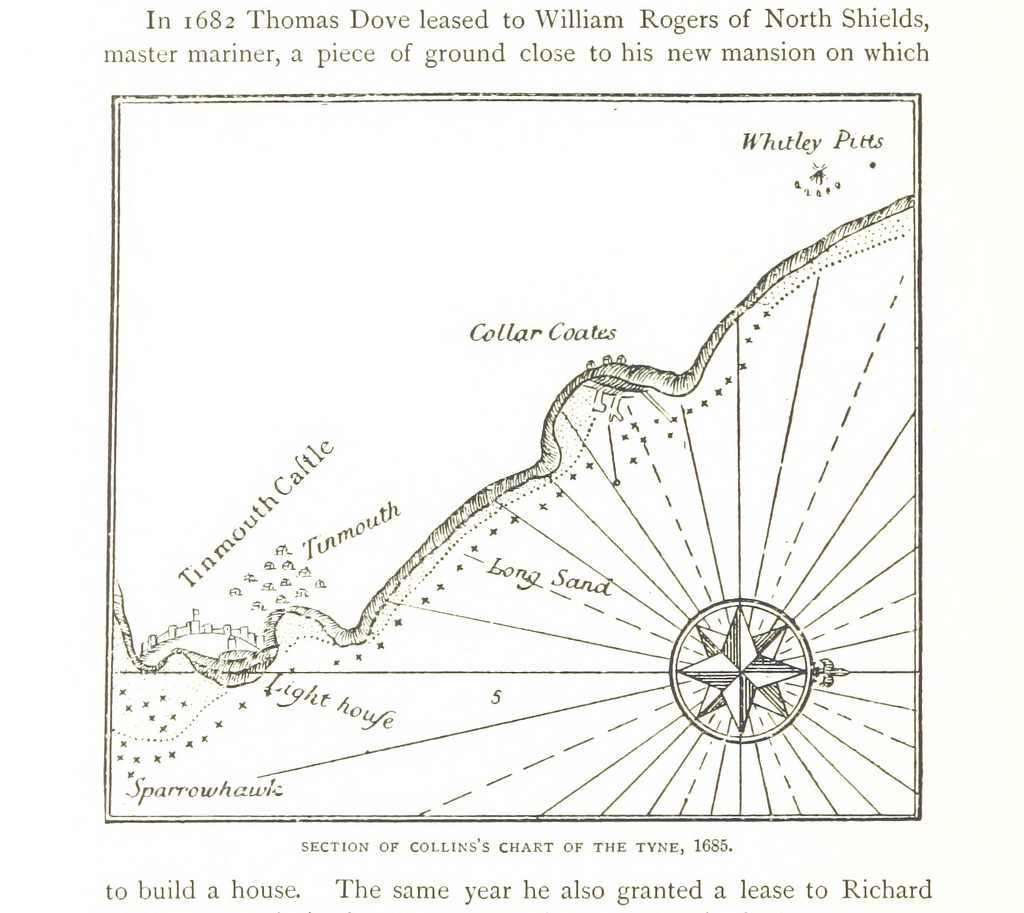 In 1682 Thomas Dove leased to William Rogers of North Shields,
master mariner, a piece of ground close to his new mansion on which
Whitley Pitts
Collar Coates
Tinmouth Caſtle
Tinmouth
Long Sand
Light houſe
5
Sparrowhawk
SECTION OF COLLINS'S CHART OF THE TYNE, 1685.
to build a house. The same year he also granted a lease to Richard